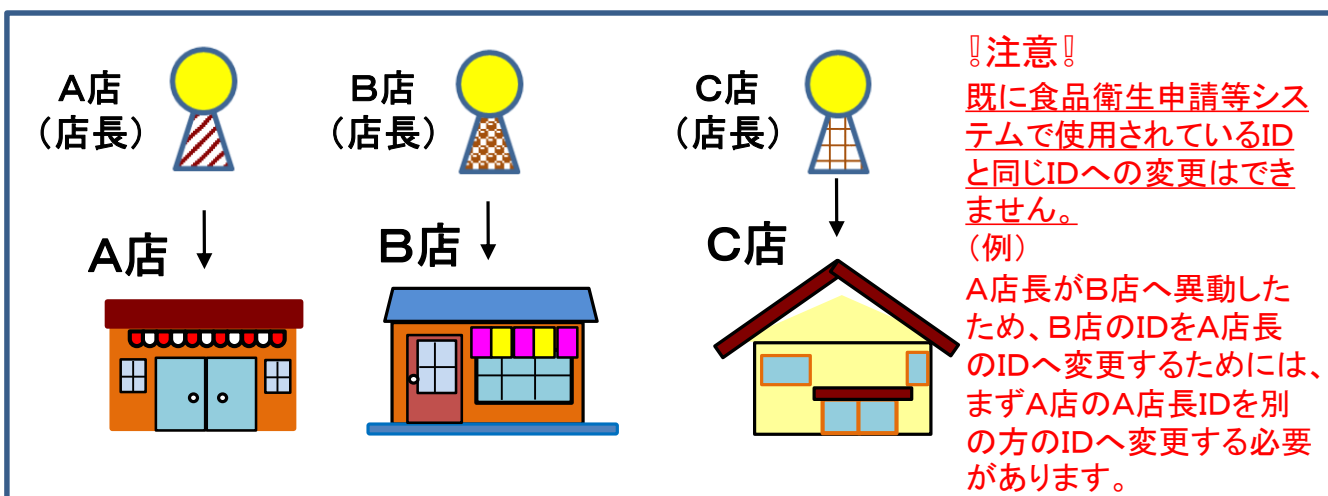 A店
(店長)
B店
(店長)
C店
(店長)
A店
B店
C店
‼注意‼
既に食品衛生申請等シス
テムで使用されているID
と同じIDへの変更はでき
ません。
(例)
A店長がB店へ異動した
ため、B店のIDをA店長
のIDへ変更するためには、
まずA店のA店長IDを別
の方のIDへ変更する必要
があります。